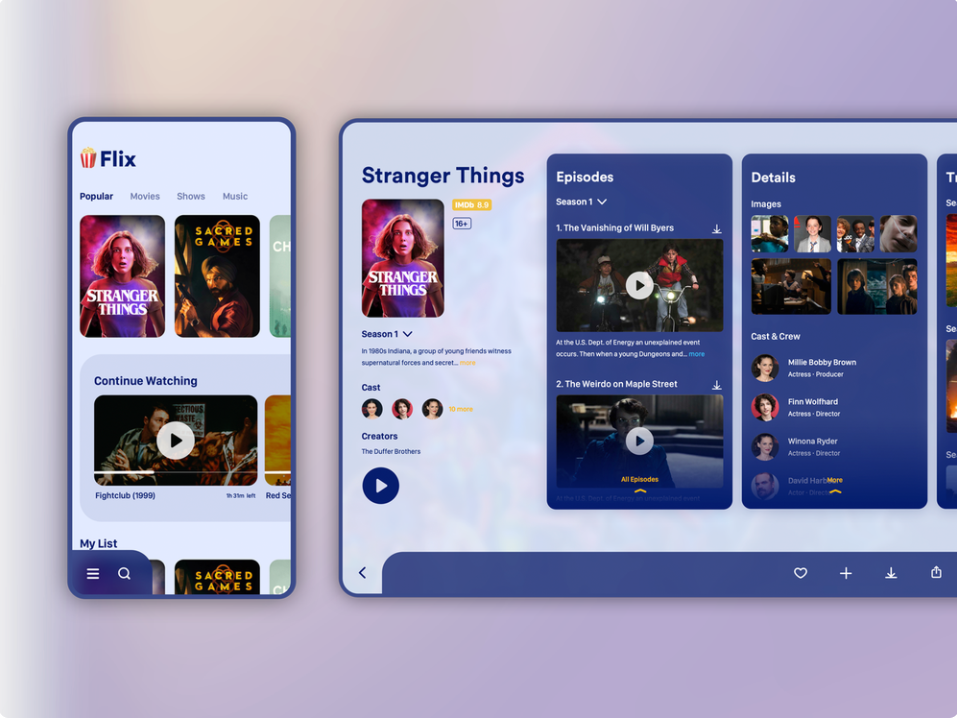 Flix
Popular Movies Shows Music
STRANGER
THINGS
SACRED
GAMES
CH
Continue Watching
Fightclub (1999) 1h 31m left Red Se
My List
SACRED
GAMES
CH
Stranger Things
IMDb 8.9
16+
STRANGER
THINGS
Season 1
In 1980s Indiana, a group of young friends witness
supernatural forces and secret... more
Cast
10 more
Creators
The Duffer Brothers
Episodes
Season 1
1. The Vanishing of Will Byers
At the U.S. Dept. of Energy an unexplained event
occurs. Then when a young Dungeons and... more
2. The Weirdo on Maple Street
All Episodes
At the U.S. Dept. of Energy an unexplained event
Details
Images
Cast & Crew
Millie Bobby Brown
Actress · Producer
Finn Wolfhard
Actress · Director
Winona Ryder
Actress · Director
David
More
Actor ·
Tr
Se
Se
Se